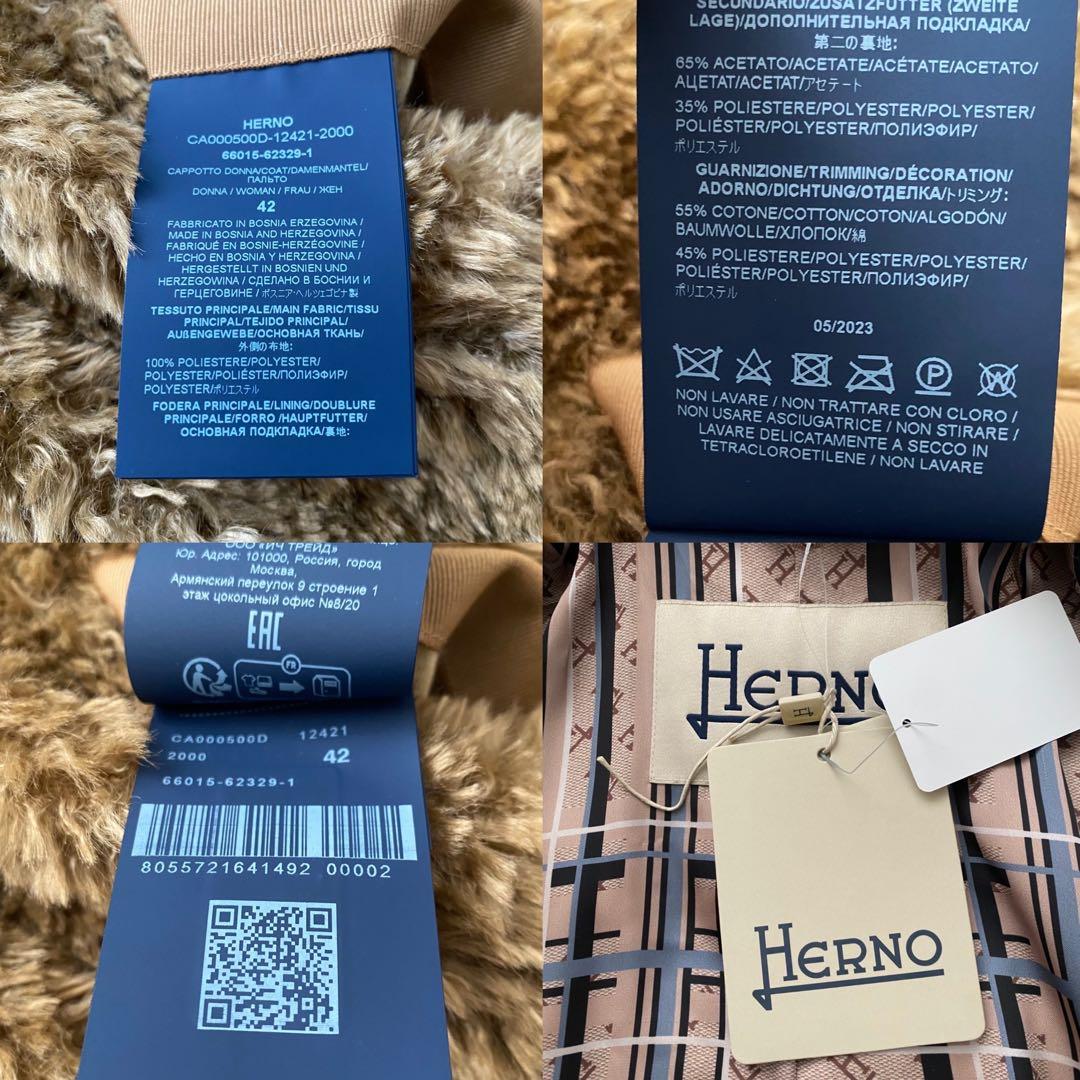 HERNO
CA000500D-12421-2000
66015-62329-1
CAPPOTTO DONNA/COAT/DAMENMANTEL/
ПАЛЬТО
DONNA / WOMAN / FRAU / ЖЕН
42
FABBRICATO IN BOSNIA ERZEGOVINA /
MADE IN BOSNIA AND HERZEGOVINA /
FABRIQUÉ EN BOSNIE-HERZÉGOVINE /
HECHO EN BOSNIA Y HERZEGOVINA /
HERGESTELLT IN BOSNIEN UND
HERZEGOWINA / СДЕЛАНО В БОСНИИ И
ГЕРЦЕГОВИНЕ / ボスニア・ヘルツェゴビナ製
TESSUTO PRINCIPALE/MAIN FABRIC/TISSU
PRINCIPAL/TEJIDO PRINCIPAL/
AUßENGEWEBE/ОСНОВНАЯ ТКАНЬ/
外側の布地:
100% POLIESTERE/POLYESTER/
POLYESTER/POLIÉSTER/ПОЛИЭФИР/
POLYESTER/ポリエステル
FODERA PRINCIPALE/LINING/DOUBLURE
PRINCIPALE/FORRO /HAUPTFUTTER/
ОСНОВНАЯ ПОДКЛАДКА/裏地:
SECUNDARIO/ZUSATZFUTTER (ZWEITE
LAGE)/ДОПОЛНИТЕЛЬНАЯ ПОДКЛАДКА/
第二の裏地:
65% ACETATO/ACETATE/ACÉTATE/ACETATO/
АЦЕТАТ/ACETAT/アセテート
35% POLIESTERE/POLYESTER/POLYESTER/
POLIÉSTER/POLYESTER/ПОЛИЭФИР/
ポリエステル
GUARNIZIONE/TRIMMING/DÉCORATION/
ADORNO/DICHTUNG/ОТДЕЛКА/トリミング:
55% COTONE/COTTON/COTON/ALGODÓN/
BAUMWOLLE/ХЛОПОК/綿
45% POLIESTERE/POLYESTER/POLYESTER/
POLIÉSTER/POLYESTER/ПОЛИЭФИР/
ポリエステル
05/2023
P
W
NON LAVARE / NON TRATTARE CON CLORO /
NON USARE ASCIUGATRICE / NON STIRARE /
LAVARE DELICATAMENTE A SECCO IN
TETRACLOROETILENE / NON LAVARE
ООО «ИЧ ТРЕЙД»
Юр. Адрес: 101000, Россия, город
Москва,
Армянский переулок 9 строение 1
этаж цокольный офис №8/20
EAC
FR
CA000500D 12421
2000 42
66015-62329-1
8055721641492 00002
HERNO
HERNO